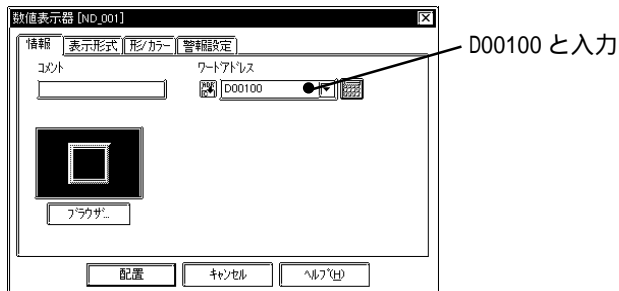 数値表示器 [ND_001]
情報 表示形式 形/カラー 警報設定
コメント ワードアドレス
D00100
D00100 と入力
ブラウザ...
配置 キャンセル ヘルプ(H)